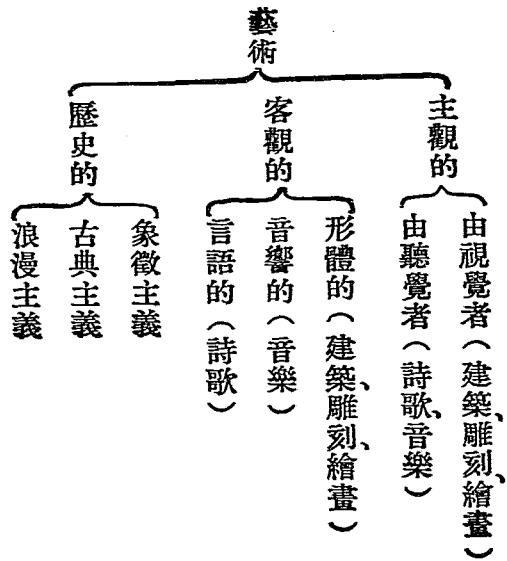 藝術
主觀的
由視覺者(建築、雕刻、繪畫)
由聽覺者(詩歌、音樂)
客觀的
形體的(建築、雕刻、繪畫)
音響的(音樂)
言語的(詩歌)
歷史的
象徵主義
古典主義
浪漫主義